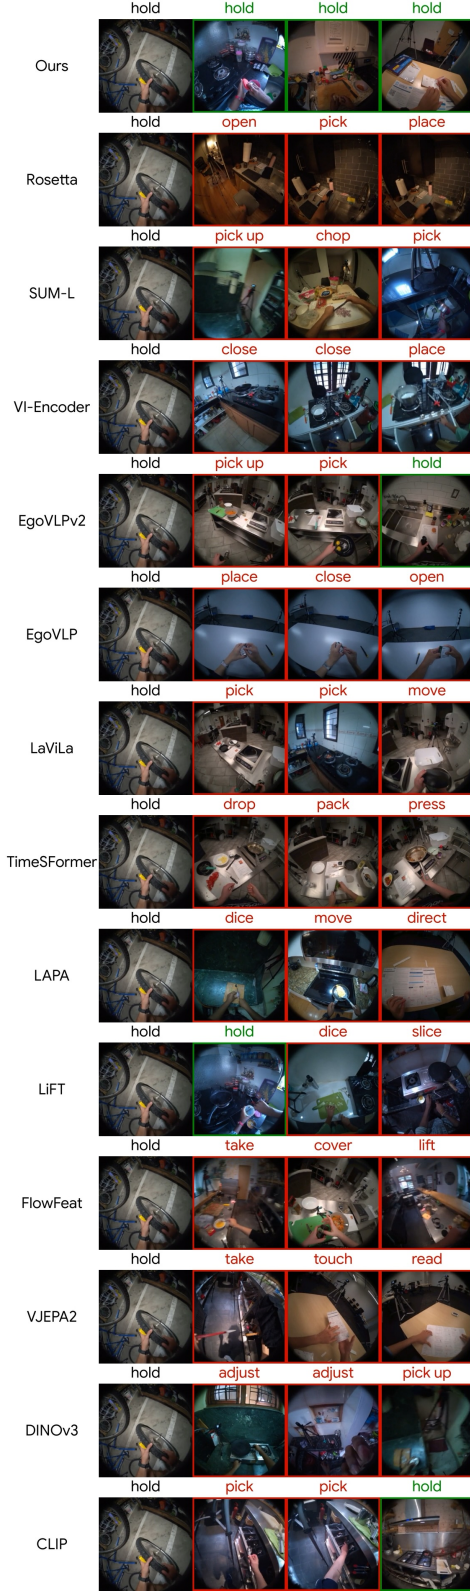 hold hold hold hold
Ours
hold open pick place
Rosetta
hold pick up chop pick
SUM-L
hold close close place
VI-Encoder
hold pick up pick hold
EgoVLPv2
hold place close open
EgoVLP
hold pick pick move
LaViLa
hold drop pack press
TimeSFormer
hold dice move direct
LAPA
hold hold dice slice
LiFT
hold take cover lift
FlowFeat
hold take touch read
VJEPA2
hold adjust adjust pick up
DINOv3
hold pick pick hold
CLIP